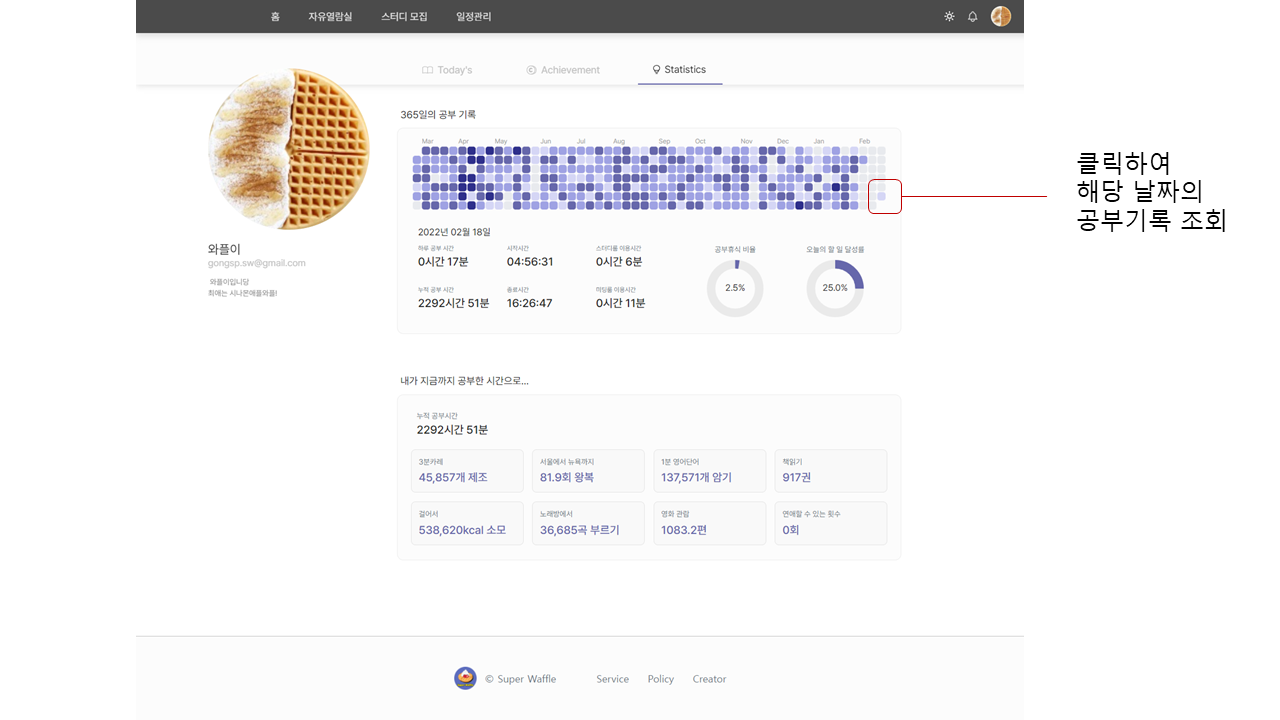 홈 자유열람실 스터디 모집 일정관리
Today's Achievement Statistics
와플이
gongsp.sw@gmail.com
와플이입니당
최애는 시나몬애플와플!
365일의 공부 기록
Mar Apr May Jun Jul Aug Sep Oct Nov Dec Jan Feb
2022년 02월 18일
하루 공부 시간 시작시간 스터디룸 이용시간 공부휴식 비율 오늘의 할 일 달성률
0시간 17분 04:56:31 0시간 6분
2.5% 25.0%
누적 공부 시간 종료시간 미팅룸 이용시간
2292시간 51분 16:26:47 0시간 11분
클릭하여
해당 날짜의
공부기록 조회
내가 지금까지 공부한 시간으로...
누적 공부시간
2292시간 51분
3분카레 서울에서 뉴욕까지 1분 영어단어 책읽기
45,857개 제조 81.9회 왕복 137,571개 암기 917권
걸어서 노래방에서 영화 관람 연애할 수 있는 횟수
538,620kcal 소모 36,685곡 부르기 1083.2편 0회
© Super Waffle Service Policy Creator